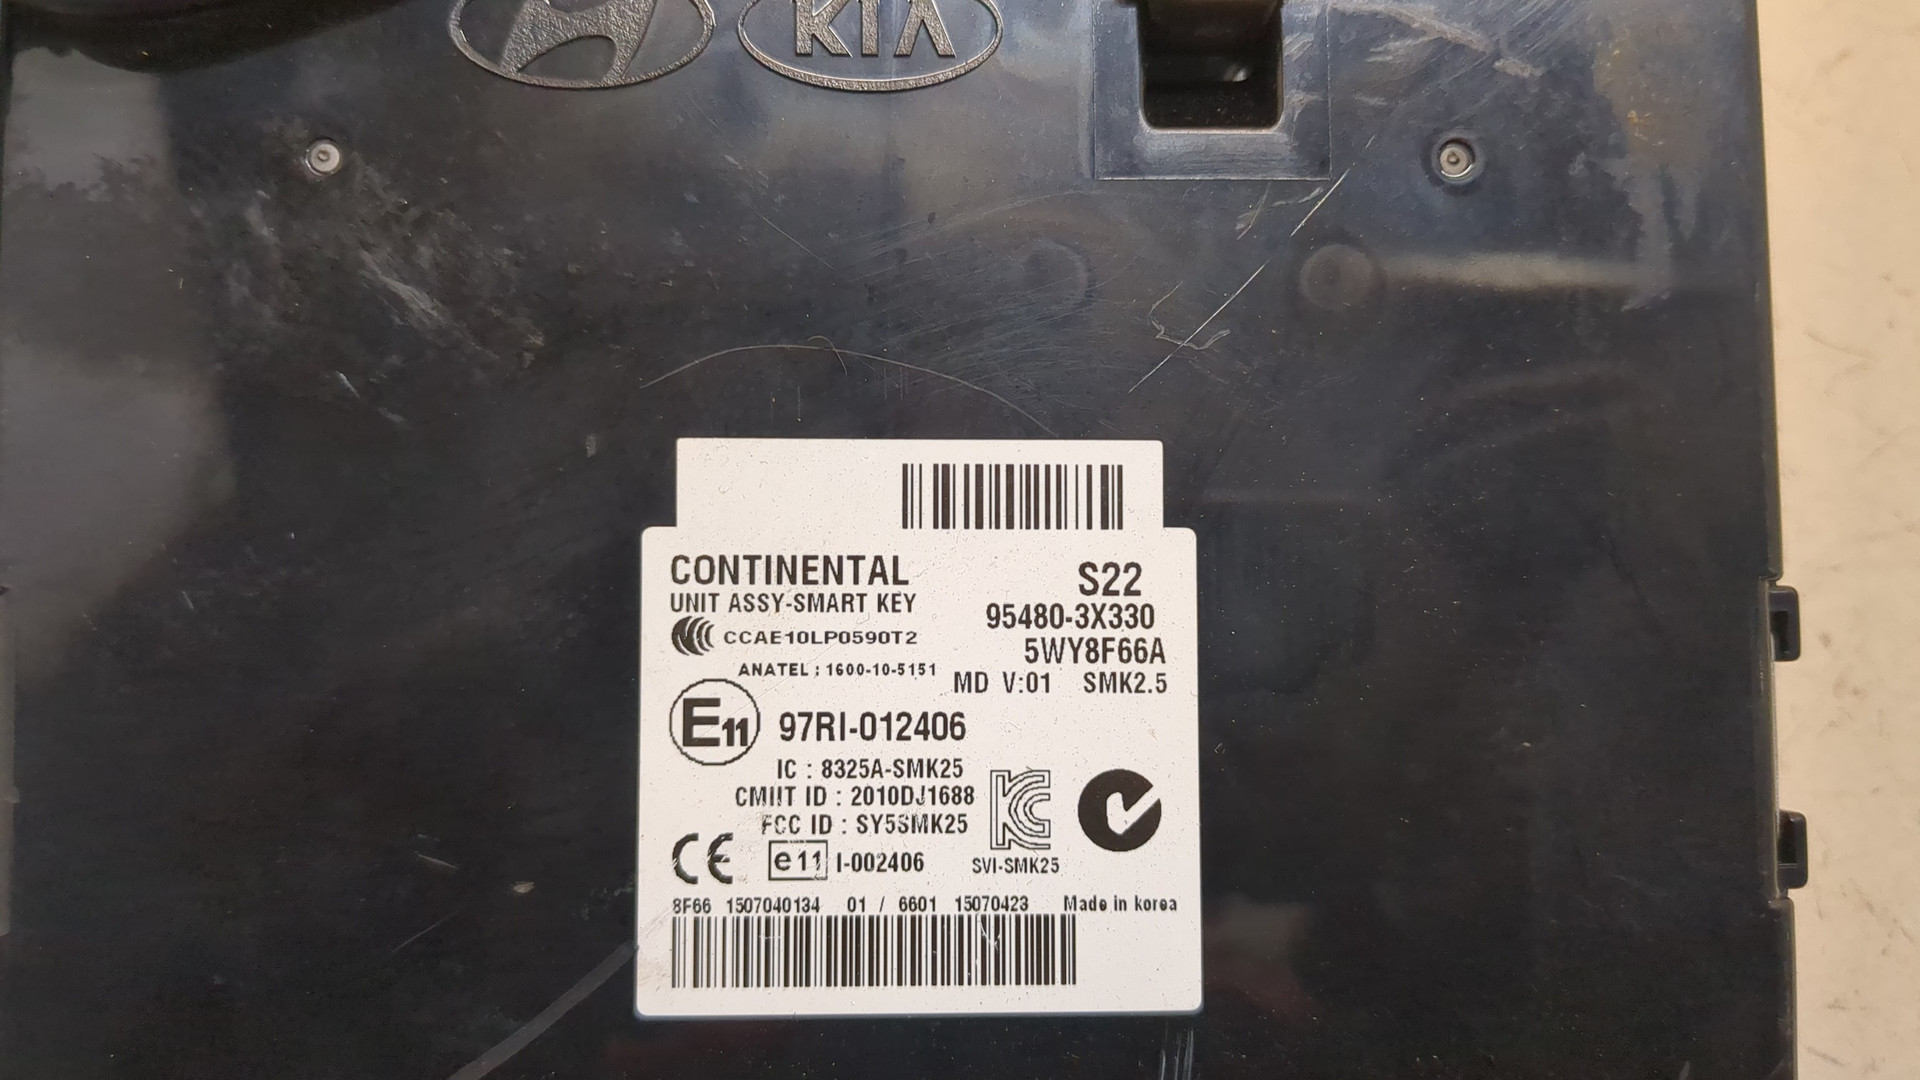 KIA
CONTINENTAL
S22
UNIT ASSY-SMART KEY
95480-3X330
CCAE10LP0590T2
5WY8F66A
ANATEL : 1600-10-5151
MD V:01 SMK2.5
E11 97RI-012406
IC : 8325A-SMK25
CMIIT ID : 2010DJ1688
FCC ID : SY5SMK25
KC
CE e11 I-002406
SVI-SMK25
8F66 1507040134 01 / 6601 15070423 Made in korea